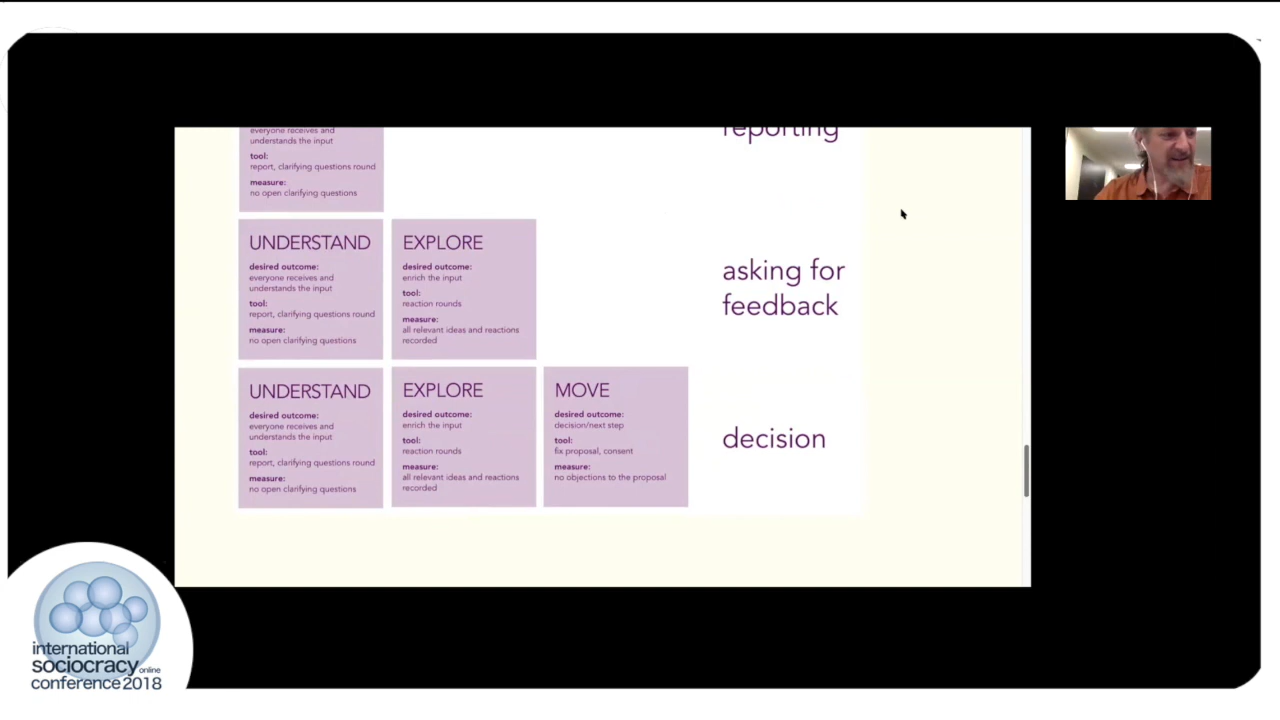 everyone receives and
understands the input
tool:
report, clarifying questions round
measure:
no open clarifying questions
reporting
UNDERSTAND
desired outcome:
everyone receives and
understands the input
tool:
report, clarifying questions round
measure:
no open clarifying questions
EXPLORE
desired outcome:
enrich the input
tool:
reaction rounds
measure:
all relevant ideas and reactions
recorded
asking for
feedback
UNDERSTAND
desired outcome:
everyone receives and
understands the input
tool:
report, clarifying questions round
measure:
no open clarifying questions
EXPLORE
desired outcome:
enrich the input
tool:
reaction rounds
measure:
all relevant ideas and reactions
recorded
MOVE
desired outcome:
decision/next step
tool:
fix proposal, consent
measure:
no objections to the proposal
decision
international
sociocracy online
conference 2018